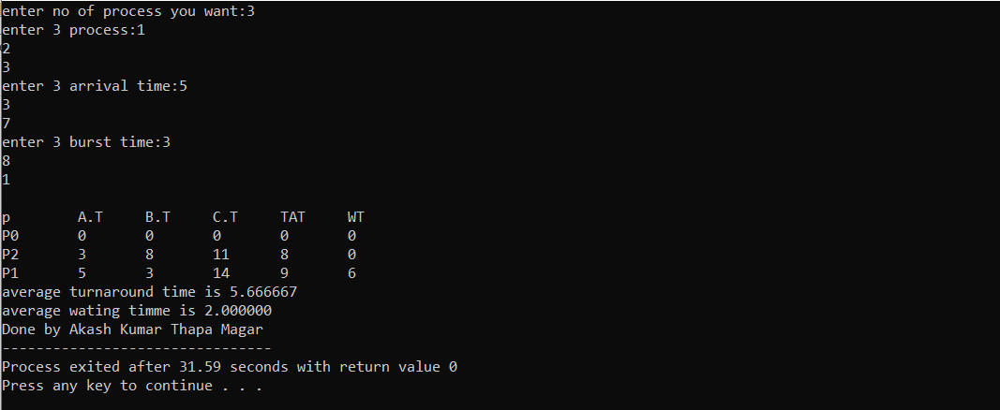 enter no of process you want:3
enter 3 process:1
2
3
enter 3 arrival time:5
3
7
enter 3 burst time:3
8
1
p A.T B.T C.T TAT WT
P0 0 0 0 0 0
P2 3 8 11 8 0
P1 5 3 14 9 6
average turnaround time is 5.666667
average wating timme is 2.000000
Done by Akash Kumar Thapa Magar
--------------------------------
Process exited after 31.59 seconds with return value 0
Press any key to continue . . .